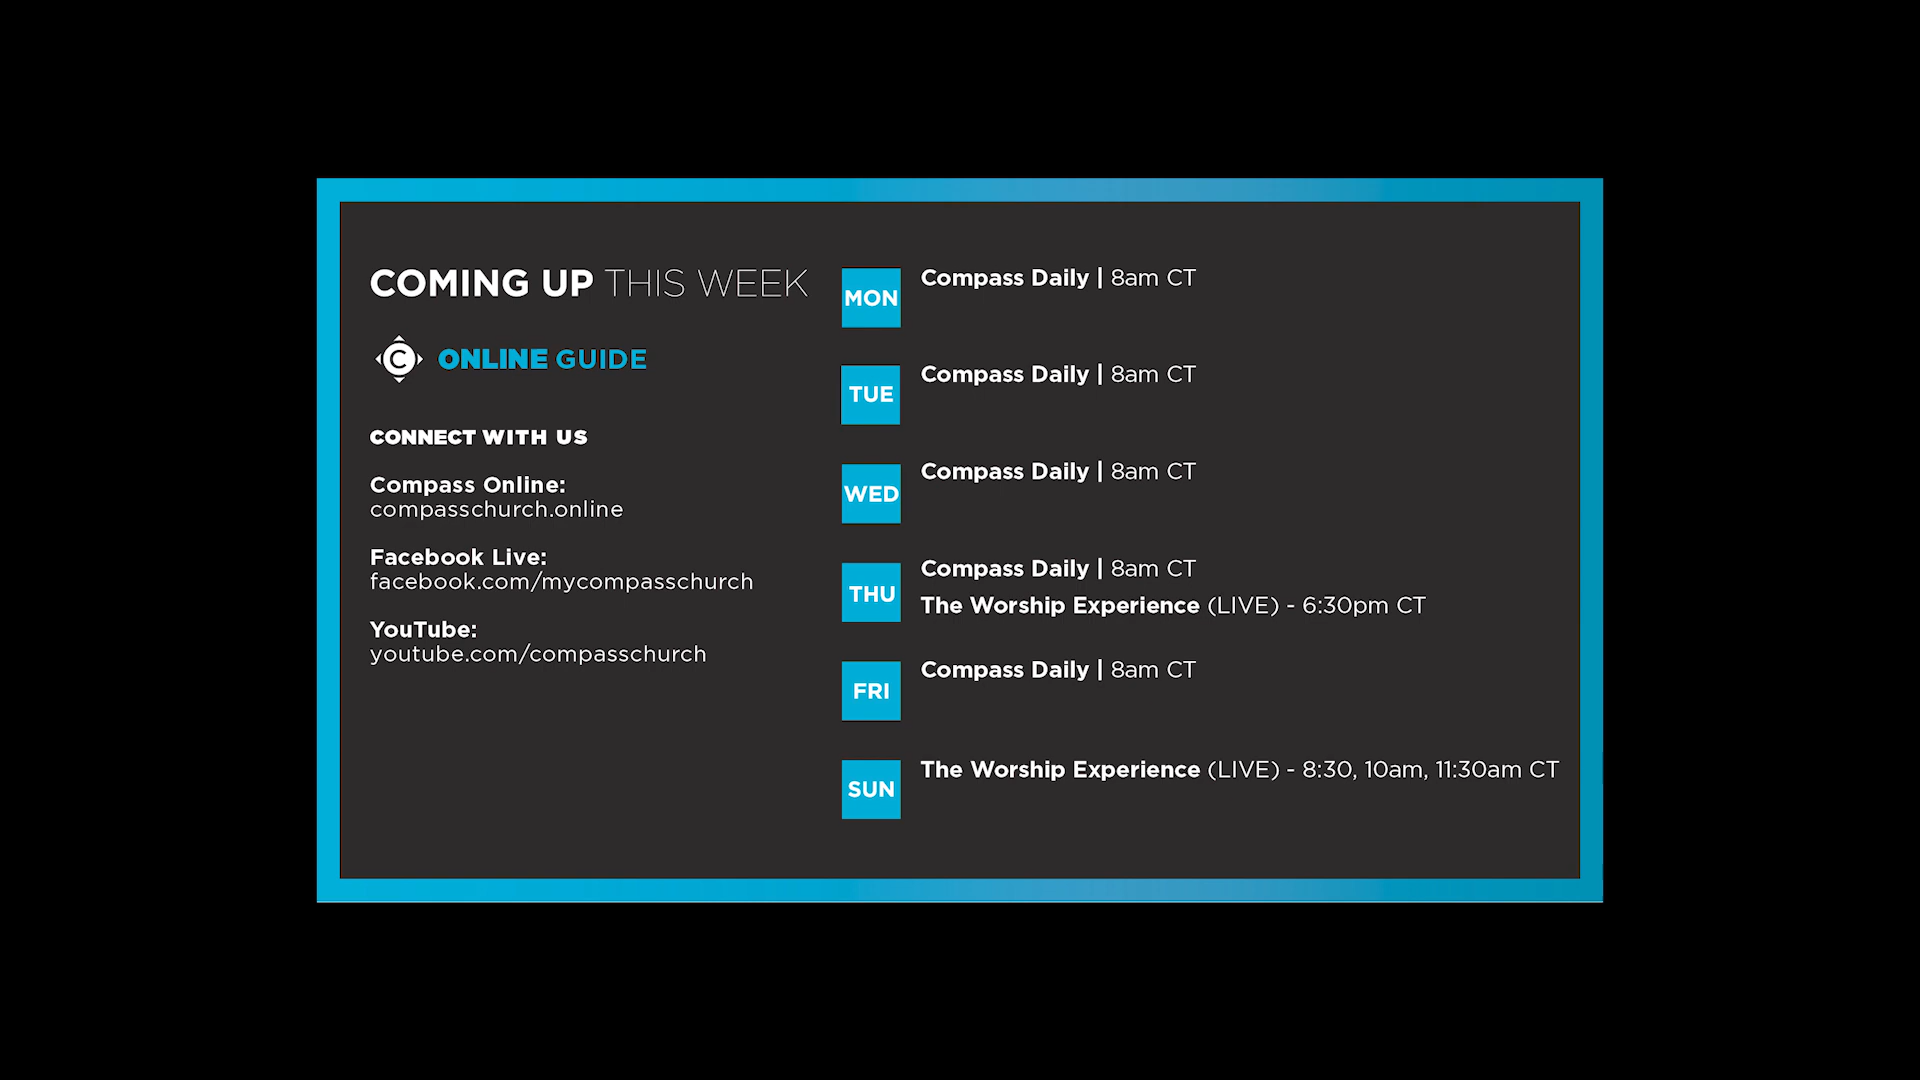 COMING UP THIS WEEK
C ONLINE GUIDE
CONNECT WITH US
Compass Online:
compasschurch.online
Facebook Live:
facebook.com/mycompasschurch
YouTube:
youtube.com/compasschurch
MON
Compass Daily | 8am CT
TUE
Compass Daily | 8am CT
WED
Compass Daily | 8am CT
THU
Compass Daily | 8am CT
The Worship Experience (LIVE) - 6:30pm CT
FRI
Compass Daily | 8am CT
SUN
The Worship Experience (LIVE) - 8:30, 10am, 11:30am CT